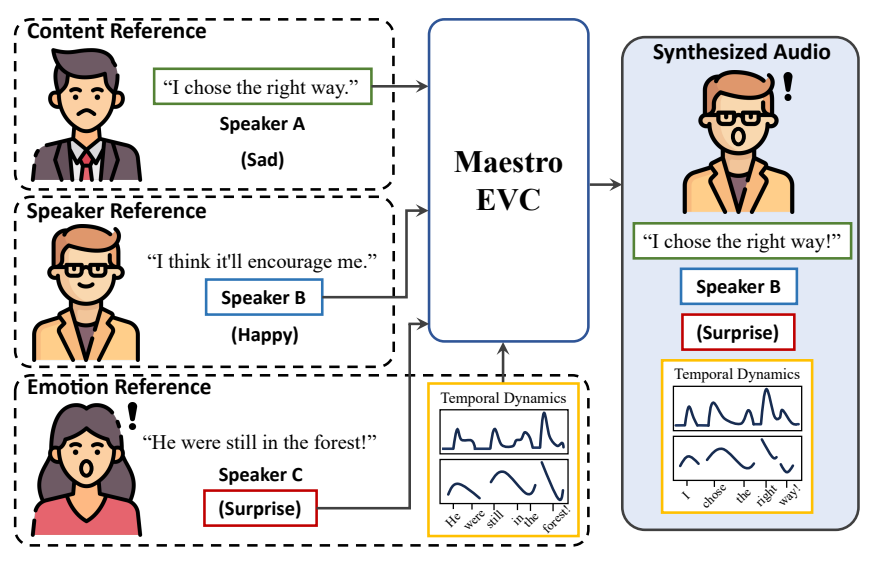 Content Reference
“I chose the right way.”
Speaker A
(Sad)
Speaker Reference
“I think it'll encourage me.”
Speaker B
(Happy)
Emotion Reference
!
“He were still in the forest!”
Speaker C
(Surprise)
Temporal Dynamics
He were still in the forest!
Maestro
EVC
Synthesized Audio
!
“I chose the right way!”
Speaker B
(Surprise)
Temporal Dynamics
I chose the right way!